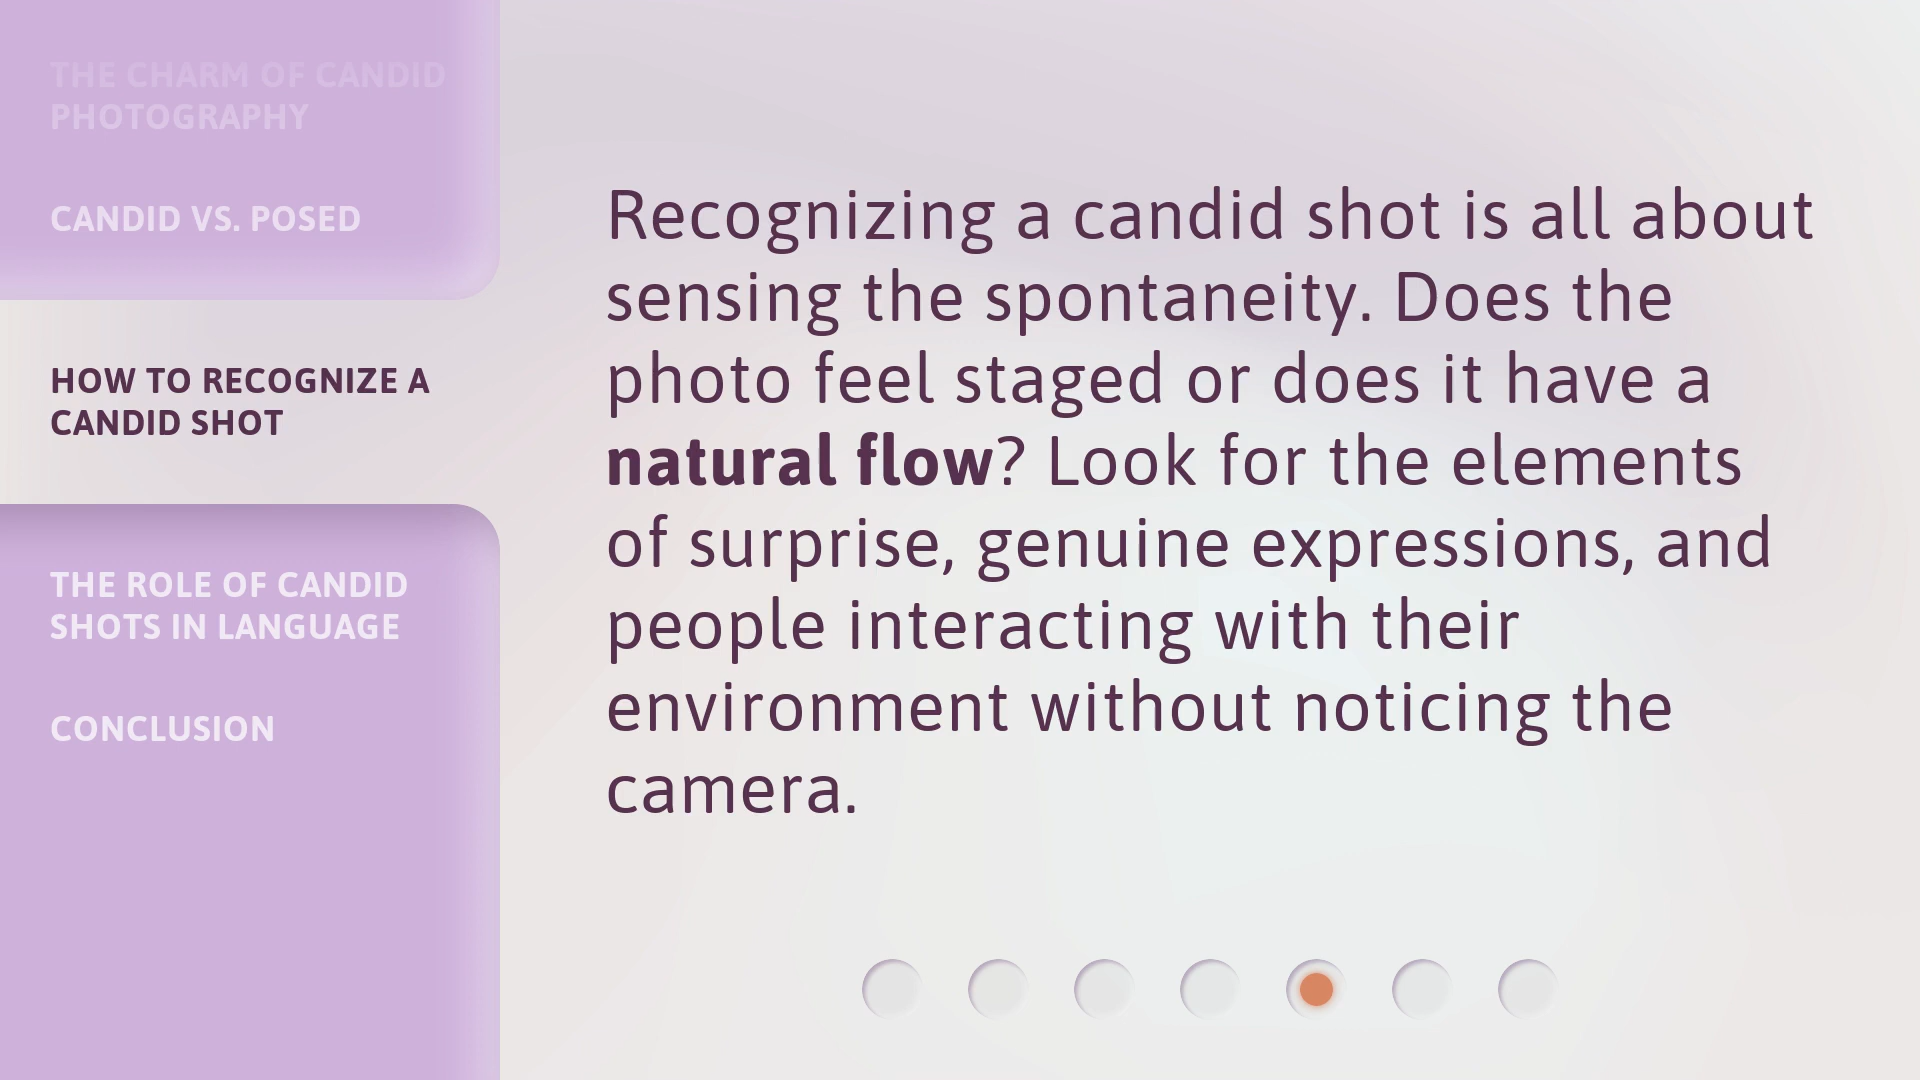 THE CHARM OF CANDID
PHOTOGRAPHY
CANDID VS. POSED
HOW TO RECOGNIZE A
CANDID SHOT
THE ROLE OF CANDID
SHOTS IN LANGUAGE
CONCLUSION
Recognizing a candid shot is all about
sensing the spontaneity. Does the
photo feel staged or does it have a
natural flow? Look for the elements
of surprise, genuine expressions, and
people interacting with their
environment without noticing the
camera.